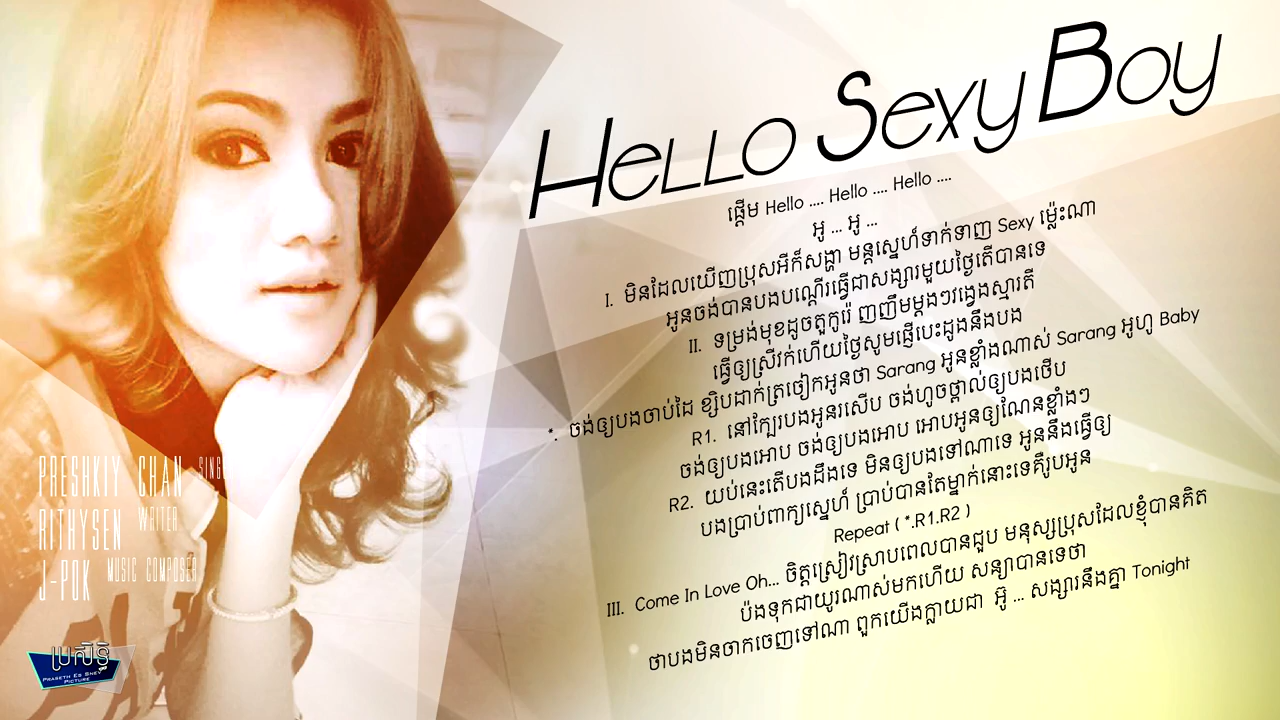 Hello Sexy Boy
ផ្ដើម Hello .... Hello .... Hello ....
អូ ... អូ ...
I. មិនដែលឃើញប្រុសអីក៏សង្ហា មន្តស្នេហ៍ទាក់ទាញ Sexy ម្ល៉េះណា
អូនចង់បានបងបណ្ដើរធ្វើជាសង្សារមួយថ្ងៃតើបានទេ
II. ទម្រង់មុខដូចតួកូរ៉េ ញញឹមម្ដងៗវង្វេងស្មារតី
ធ្វើឲ្យស្រីវក់ហើយថ្ងៃសូមផ្ញើបេះដូងនឹងបង
*. ចង់ឲ្យបងចាប់ដៃ ខ្សិបដាក់ត្រចៀកអូនថា Sarang អូនខ្លាំងណាស់ Sarang អូហូ Baby
R1. នៅក្បែរបងអូនរសើប ចង់ហូចថ្ពាល់ឲ្យបងថើប
ចង់ឲ្យបងអោប ចង់ឲ្យបងអោប អោបអូនឲ្យណែនខ្លាំងៗ
R2. យប់នេះតើបងដឹងទេ មិនឲ្យបងទៅណាទេ អូននឹងធ្វើឲ្យ
បងប្រាប់ពាក្យស្នេហ៍ ប្រាប់បានតែម្នាក់នោះទេគឺរូបអូន
Repeat ( *.R1.R2 )
III. Come In Love Oh... ចិត្តស្រៀវស្រាបពេលបានជួប មនុស្សប្រុសដែលខ្ញុំបានគិត
ប៉ងទុកជាយូរណាស់មកហើយ សន្យាបានទេថា
ថាបងមិនចាកចេញទៅណា ពួកយើងក្លាយជា អ៊ូ ... សង្សារនឹងគ្នា Tonight
PRESHKIY CHAN
RITHYSEN WRITER
J-POK MUSIC COMPOSER
ប្រសិទ្ធិ
PRASETH ES SNEY
PICTURE